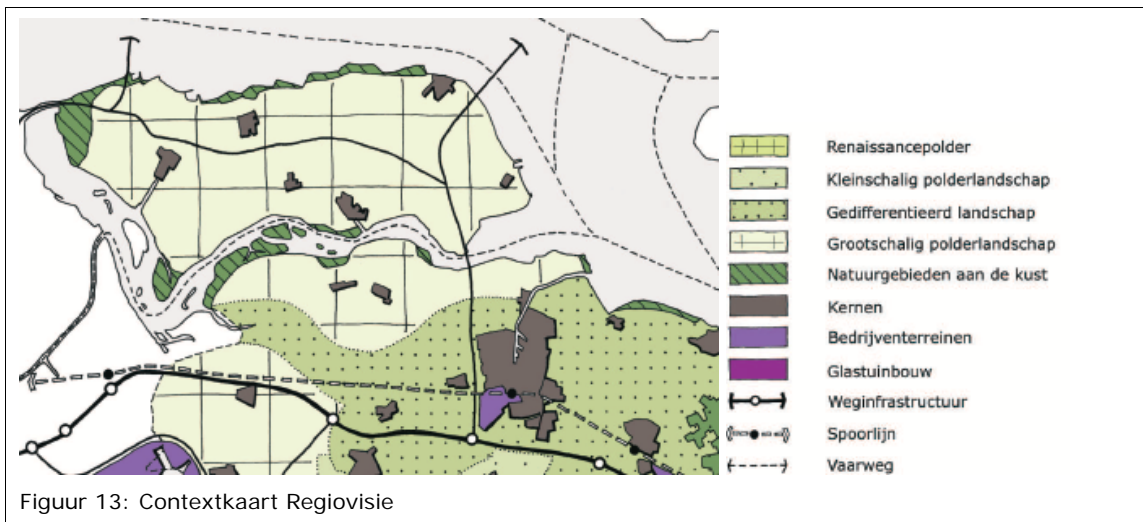 Renaissancepolder
Kleinschalig polderlandschap
Gedifferentieerd landschap
Grootschalig polderlandschap
Natuurgebieden aan de kust
Kernen
Bedrijventerreinen
Glastuinbouw
Weginfrastructuur
Spoorlijn
Vaarweg
Figuur 13: Contextkaart Regiovisie